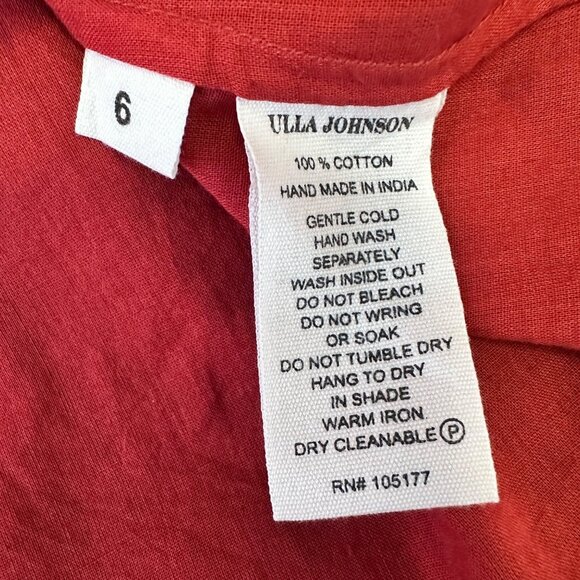 6
ULLA JOHNSON
100 % COTTON
HAND MADE IN INDIA
GENTLE COLD
HAND WASH
SEPARATELY
WASH INSIDE OUT
DO NOT BLEACH
DO NOT WRING
OR SOAK
DO NOT TUMBLE DRY
HANG TO DRY
IN SHADE
WARM IRON
DRY CLEANABLE Ⓟ
RN# 105177